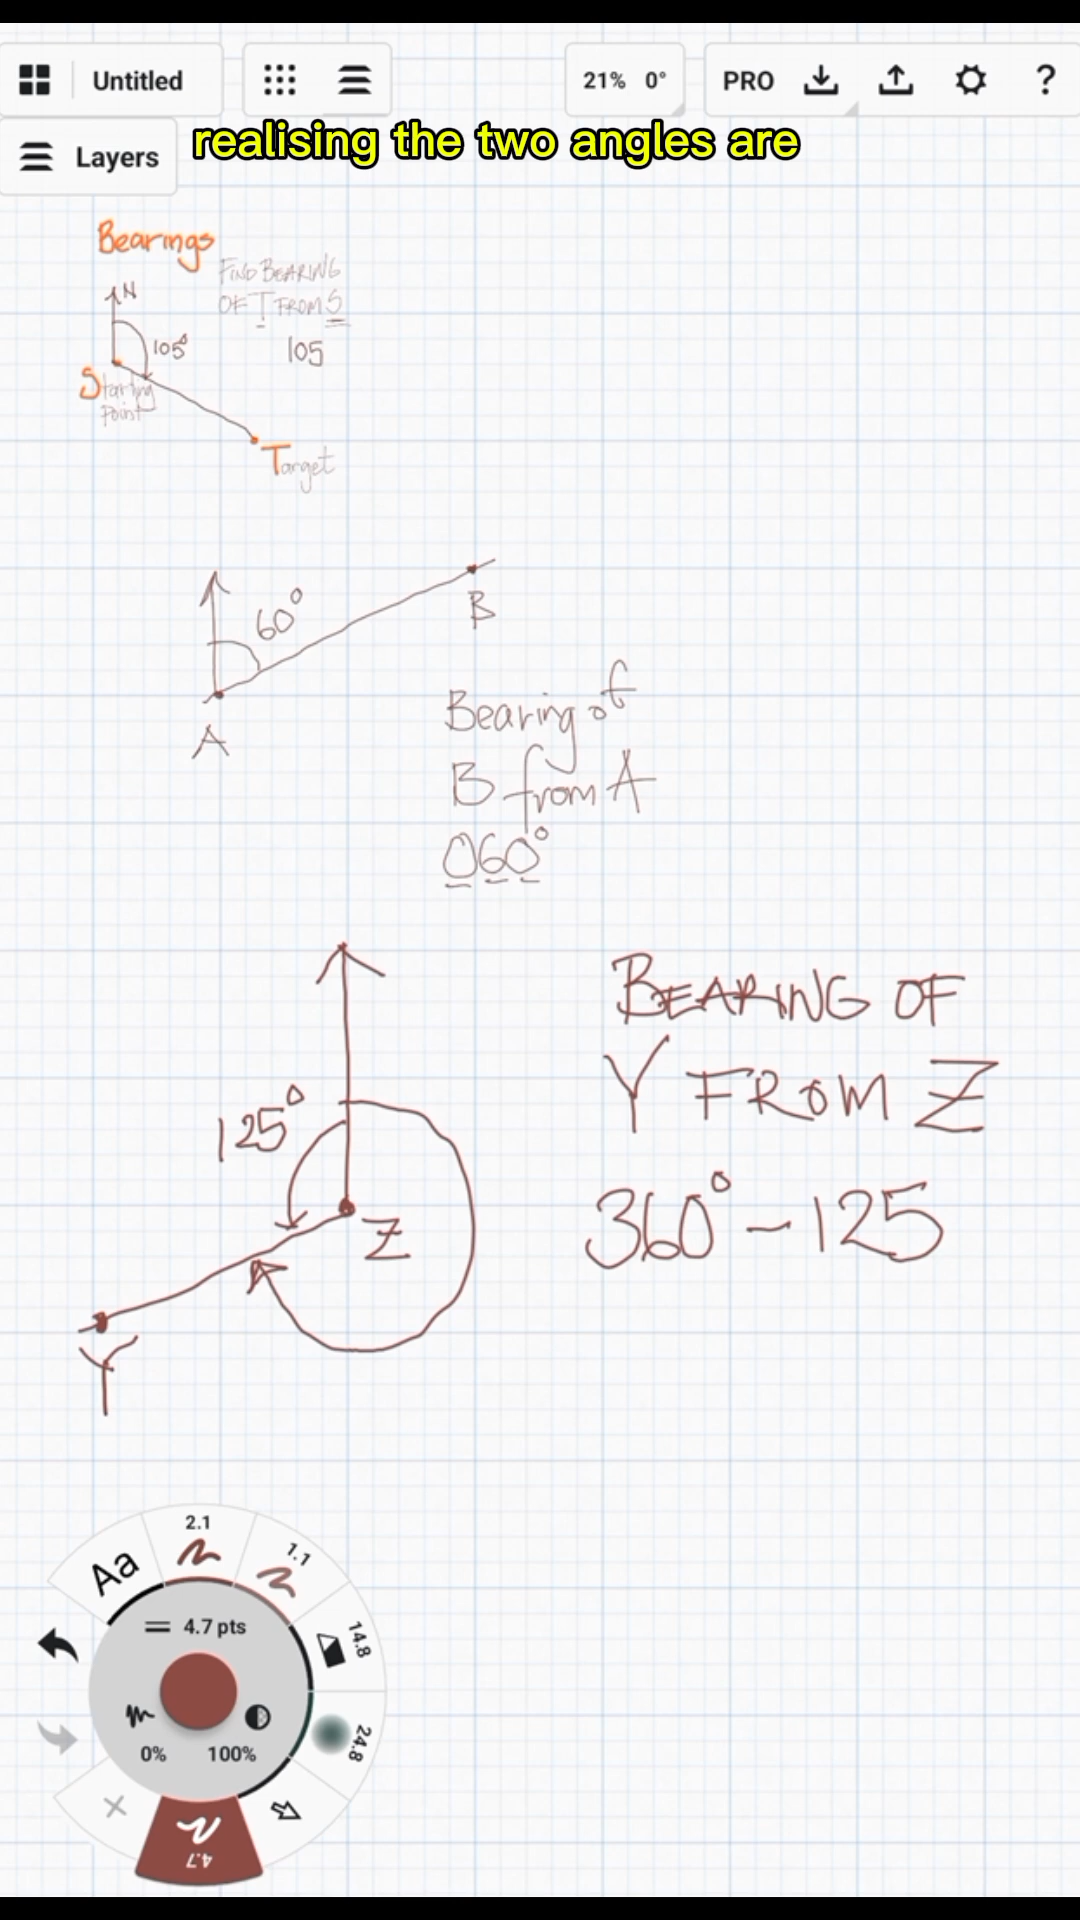 Untitled
21% 0°
PRO
?
Layers
realising the two angles are
Bearings
FIND BEARING
OF T FROM S
N
105°
105
Starting
Point
Target
60°
B
A
Bearing of
B from A
060°
BEARING OF
Y FROM Z
125°
360° - 125
Z
Y
2.1
1.1
Aa
4.7 pts
14.8
24.8
0% 100%
4.7